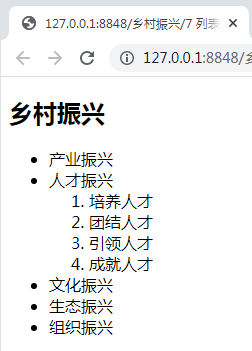 127.0.0.1:8848/乡村振兴/7 列表
127.0.0.1:8848/
乡村振兴
产业振兴
人才振兴
1. 培养人才
2. 团结人才
3. 引领人才
4. 成就人才
文化振兴
生态振兴
组织振兴